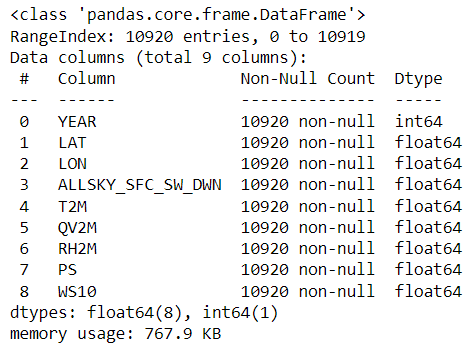 <class 'pandas.core.frame.DataFrame'>
RangeIndex: 10920 entries, 0 to 10919
Data columns (total 9 columns):
 #   Column             Non-Null Count  Dtype
---  ------             --------------  -----
 0   YEAR               10920 non-null  int64
 1   LAT                10920 non-null  float64
 2   LON                10920 non-null  float64
 3   ALLSKY_SFC_SW_DWN  10920 non-null  float64
 4   T2M                10920 non-null  float64
 5   QV2M               10920 non-null  float64
 6   RH2M               10920 non-null  float64
 7   PS                 10920 non-null  float64
 8   WS10               10920 non-null  float64
dtypes: float64(8), int64(1)
memory usage: 767.9 KB